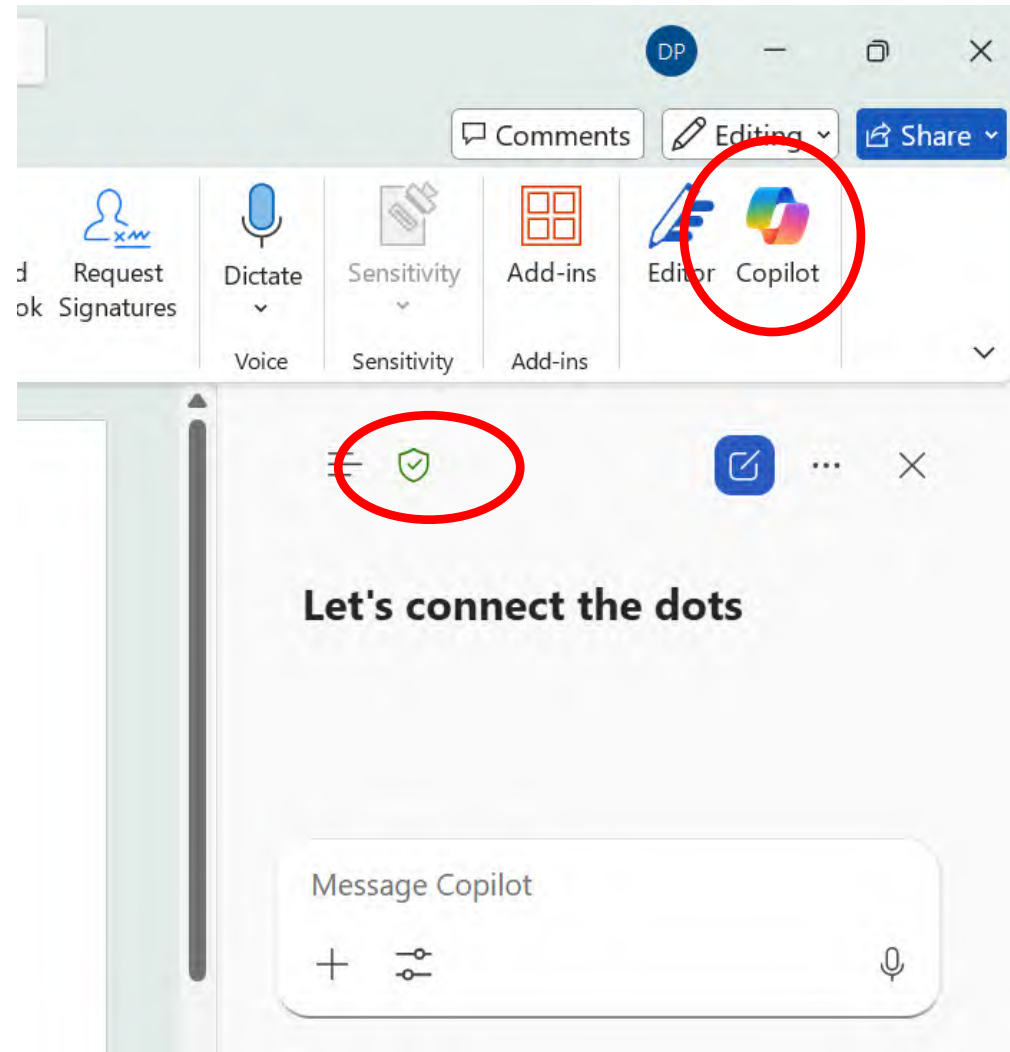 DP
Comments
Editing
Share
d
ok
Request
Signatures
Dictate
Sensitivity
Add-ins
Editor
Copilot
Voice
Sensitivity
Add-ins
Let's connect the dots
Message Copilot